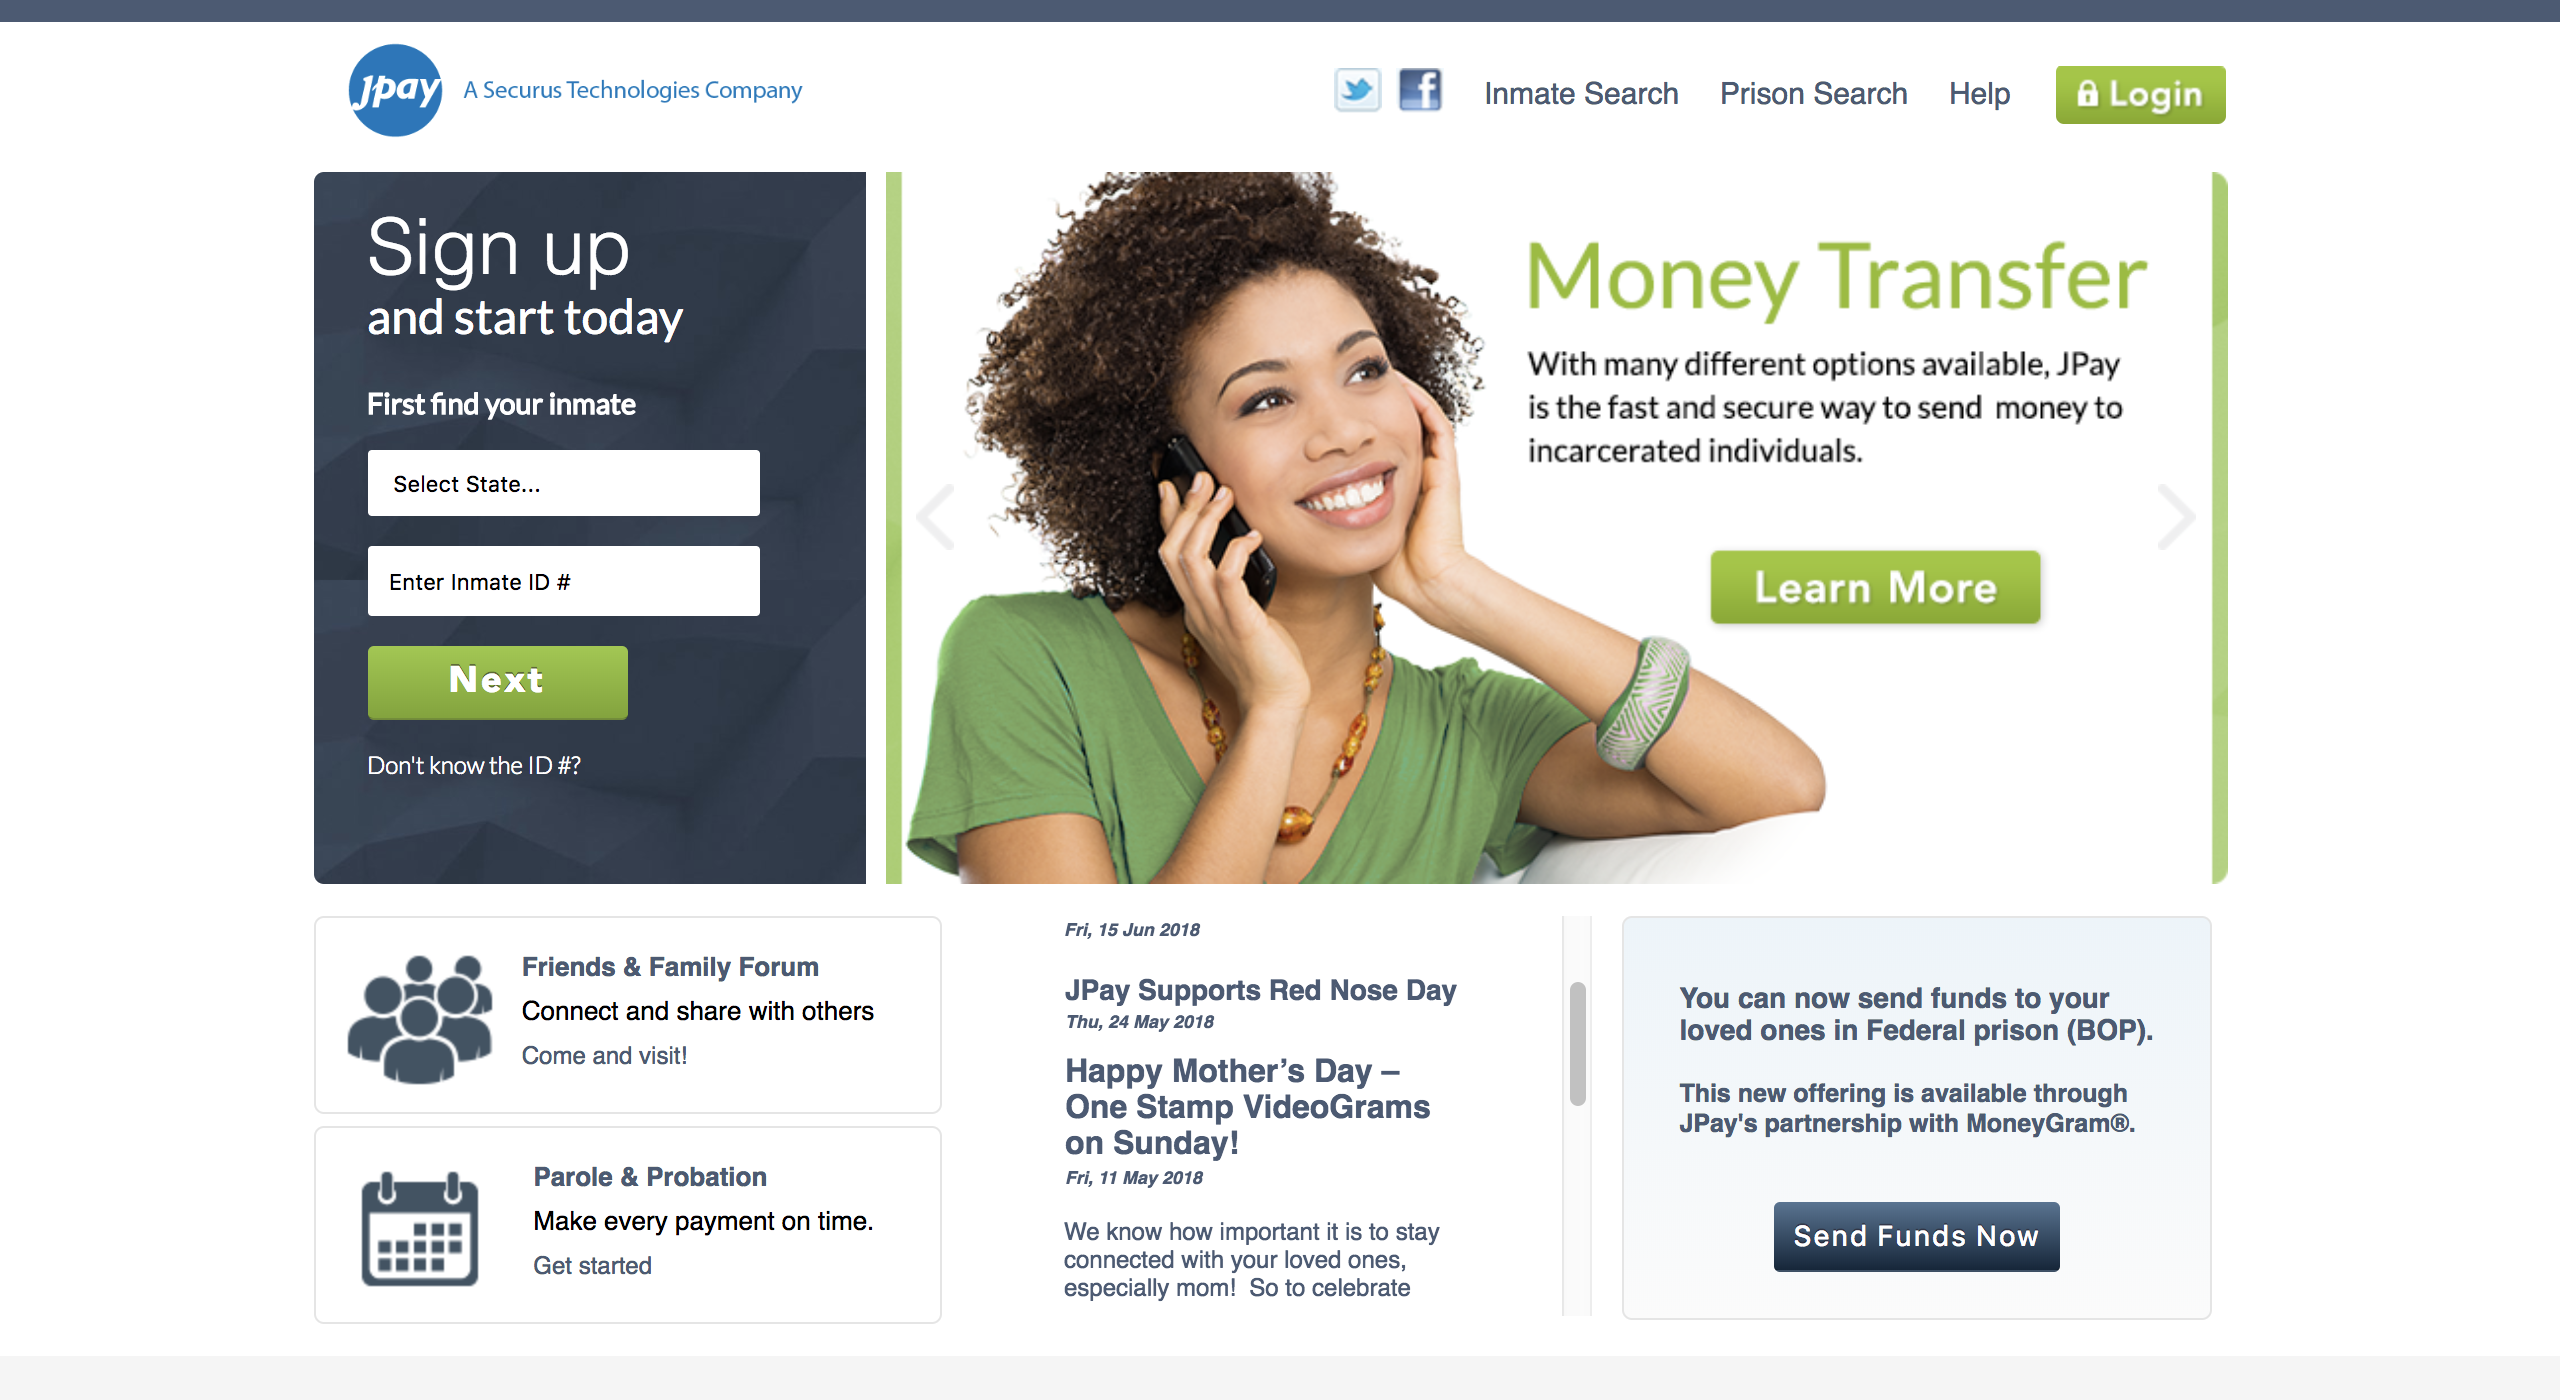 Jpay
A Securus Technologies Company
Inmate Search
Prison Search
Help
Login
Sign up
and start today
First find your inmate
Select State...
Enter Inmate ID #
Next
Don't know the ID #?
Money Transfer
With many different options available, JPay
is the fast and secure way to send money to
incarcerated individuals.
Learn More
Friends & Family Forum
Connect and share with others
Come and visit!
Parole & Probation
Make every payment on time.
Get started
Fri, 15 Jun 2018
JPay Supports Red Nose Day
Thu, 24 May 2018
Happy Mother’s Day –
One Stamp VideoGrams
on Sunday!
Fri, 11 May 2018
We know how important it is to stay
connected with your loved ones,
especially mom! So to celebrate
You can now send funds to your
loved ones in Federal prison (BOP).
This new offering is available through
JPay's partnership with MoneyGram®.
Send Funds Now